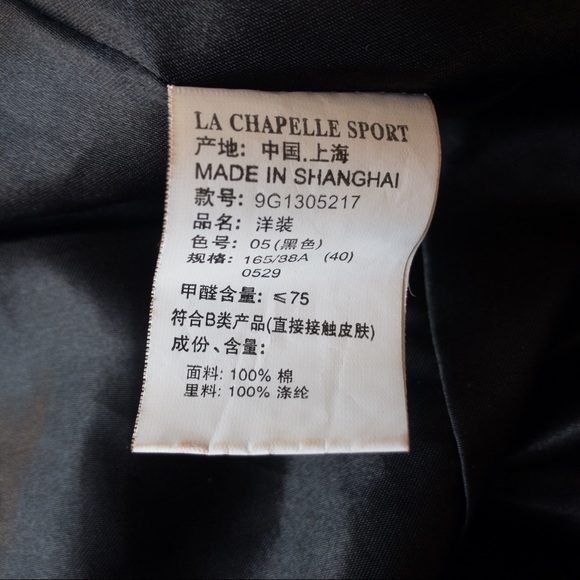 LA CHAPELLE SPORT
产地: 中国.上海
MADE IN SHANGHAI
款号: 9G1305217
品名: 洋装
色号: 05(黑色)
规格: 165/88A (40)
0529
甲醛含量: ≤75
符合B类产品(直接接触皮肤)
成份、含量:
面料: 100% 棉
里料: 100% 涤纶